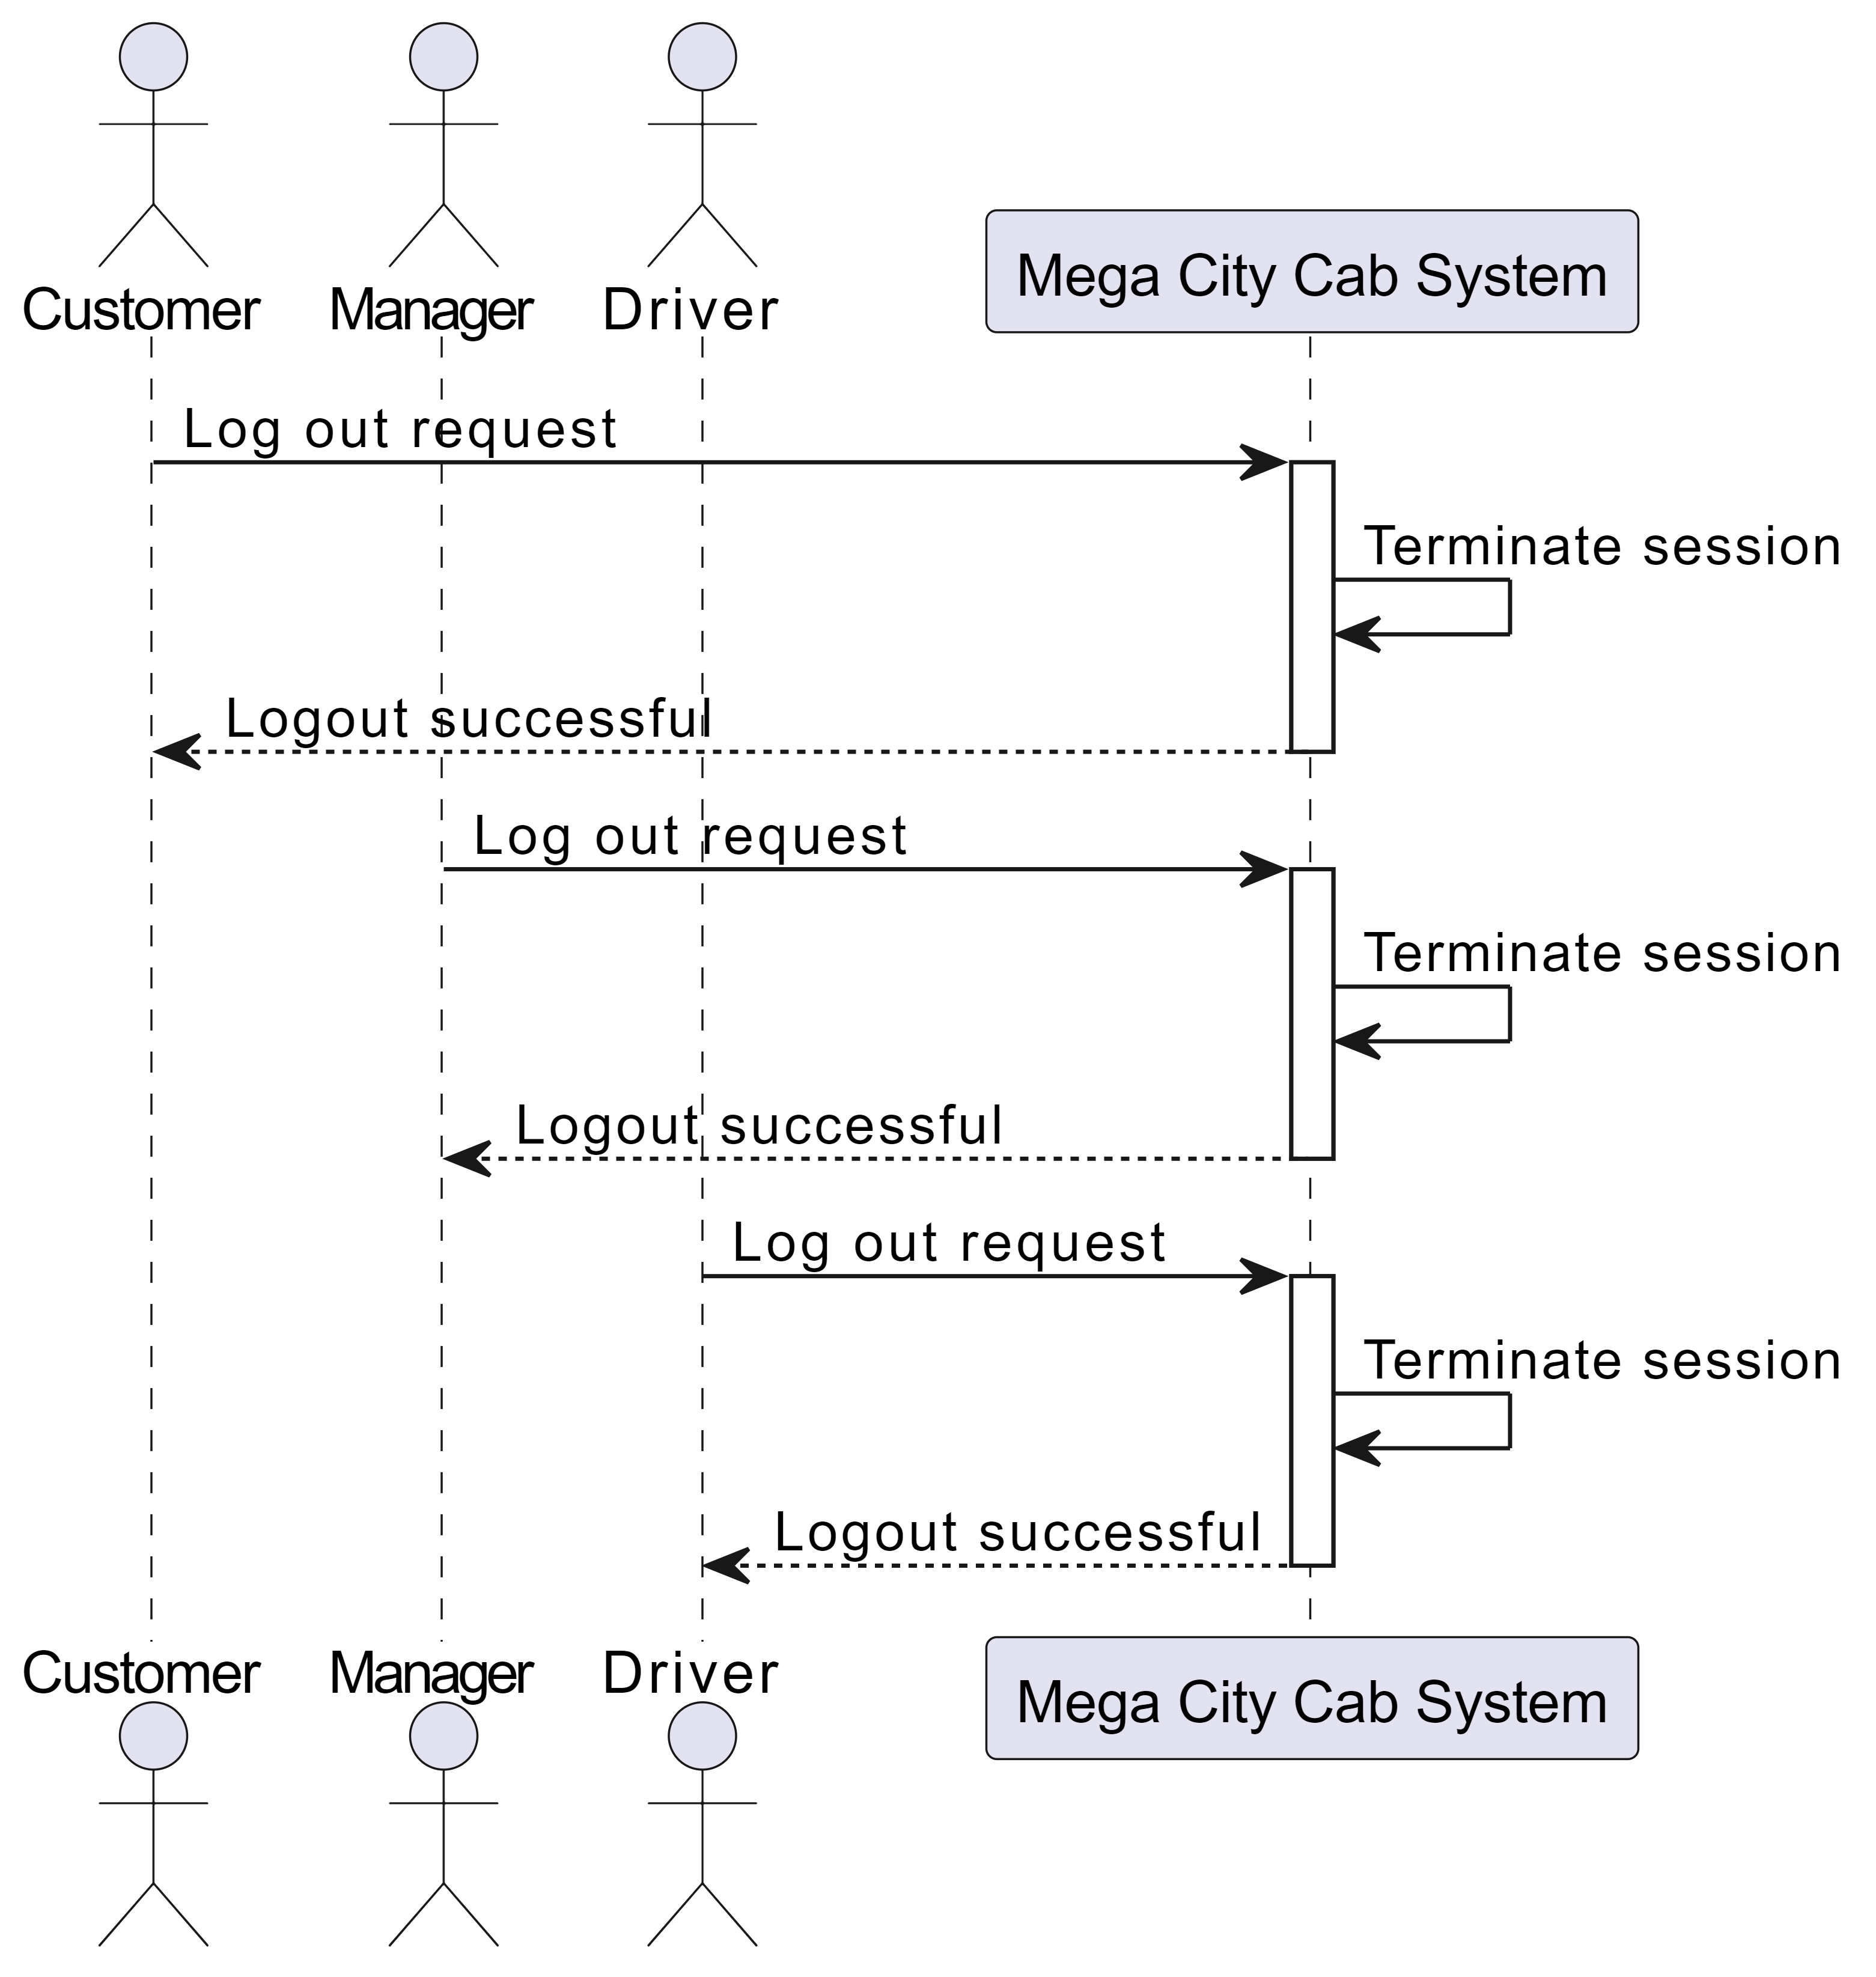 Customer
Manager
Driver
Mega City Cab System
Log out request
Terminate session
Logout successful
Log out request
Terminate session
Logout successful
Log out request
Terminate session
Logout successful
Customer
Manager
Driver
Mega City Cab System